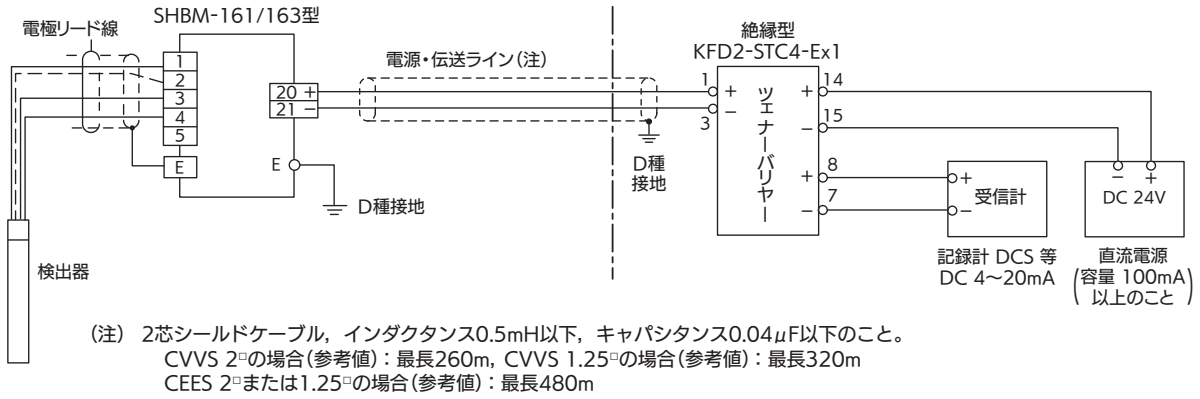 SHBM-161/163型
電極リード線
1
2
3
4
5
E
20 +
21 −
E
D種接地
検出器
電源・伝送ライン(注)
D種
接地
絶縁型
KFD2-STC4-Ex1
1
+
3
−
ツェナーバリヤー
+
14
−
15
+
8
−
7
+
−
受信計
記録計 DCS 等
DC 4〜20mA
−
+
DC 24V
直流電源
(容量 100mA
以上のこと)
(注) 2芯シールドケーブル, インダクタンス0.5mH以下, キャパシタンス0.04μF以下のこと。
CVVS 2□の場合(参考値):最長260m, CVVS 1.25□の場合(参考値):最長320m
CEES 2□または1.25□の場合(参考値):最長480m